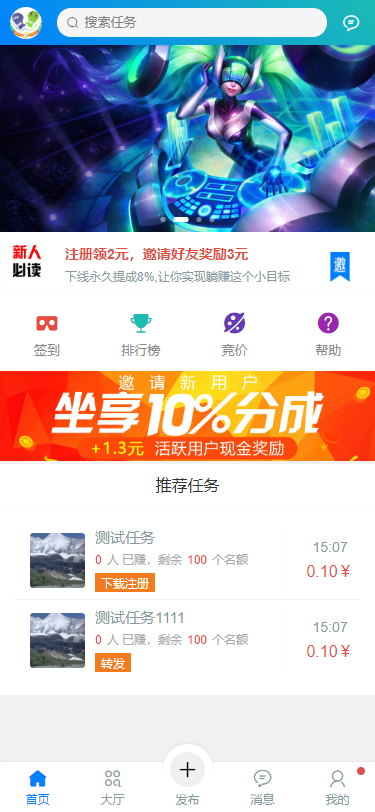 搜索任务
新人
必读
注册领2元，邀请好友奖励3元
下线永久提成8%,让你实现躺赚这个小目标
邀
签到
排行榜
竞价
帮助
邀请新用户
坐享10%分成
+1.3元 活跃用户现金奖励
推荐任务
测试任务
15:07
0 人已赚，剩余 100 个名额
0.10￥
下载注册
测试任务1111
15:07
0 人已赚，剩余 100 个名额
0.10￥
转发
首页
大厅
发布
消息
我的